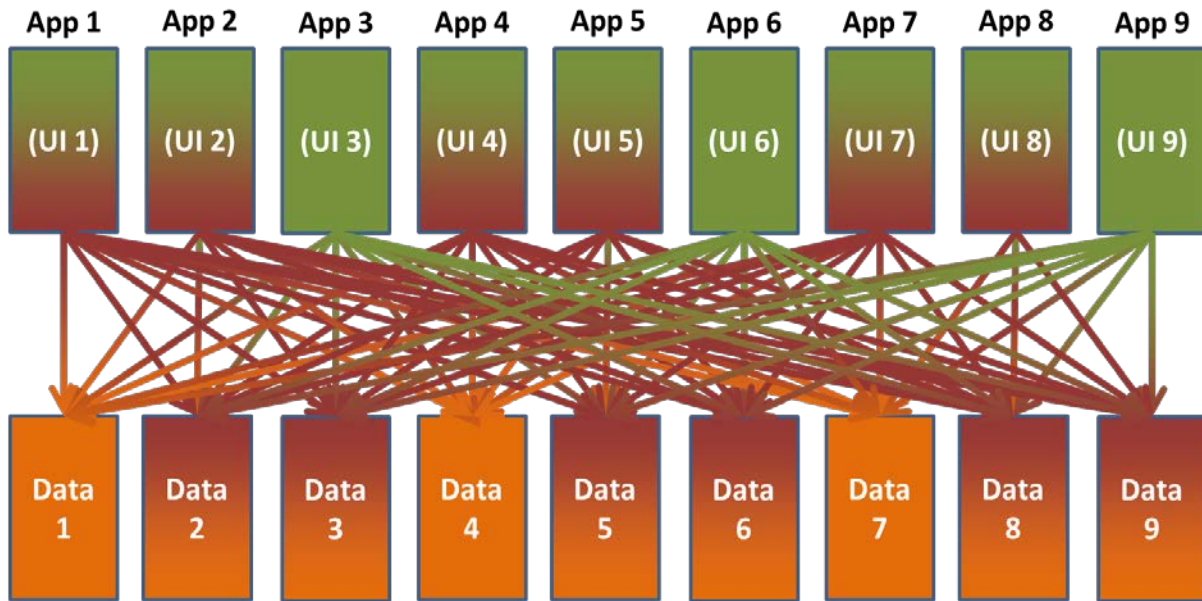 App 1 App 2 App 3 App 4 App 5 App 6 App 7 App 8 App 9
(UI 1) (UI 2) (UI 3) (UI 4) (UI 5) (UI 6) (UI 7) (UI 8) (UI 9)
Data Data Data Data Data Data Data Data Data
1 2 3 4 5 6 7 8 9